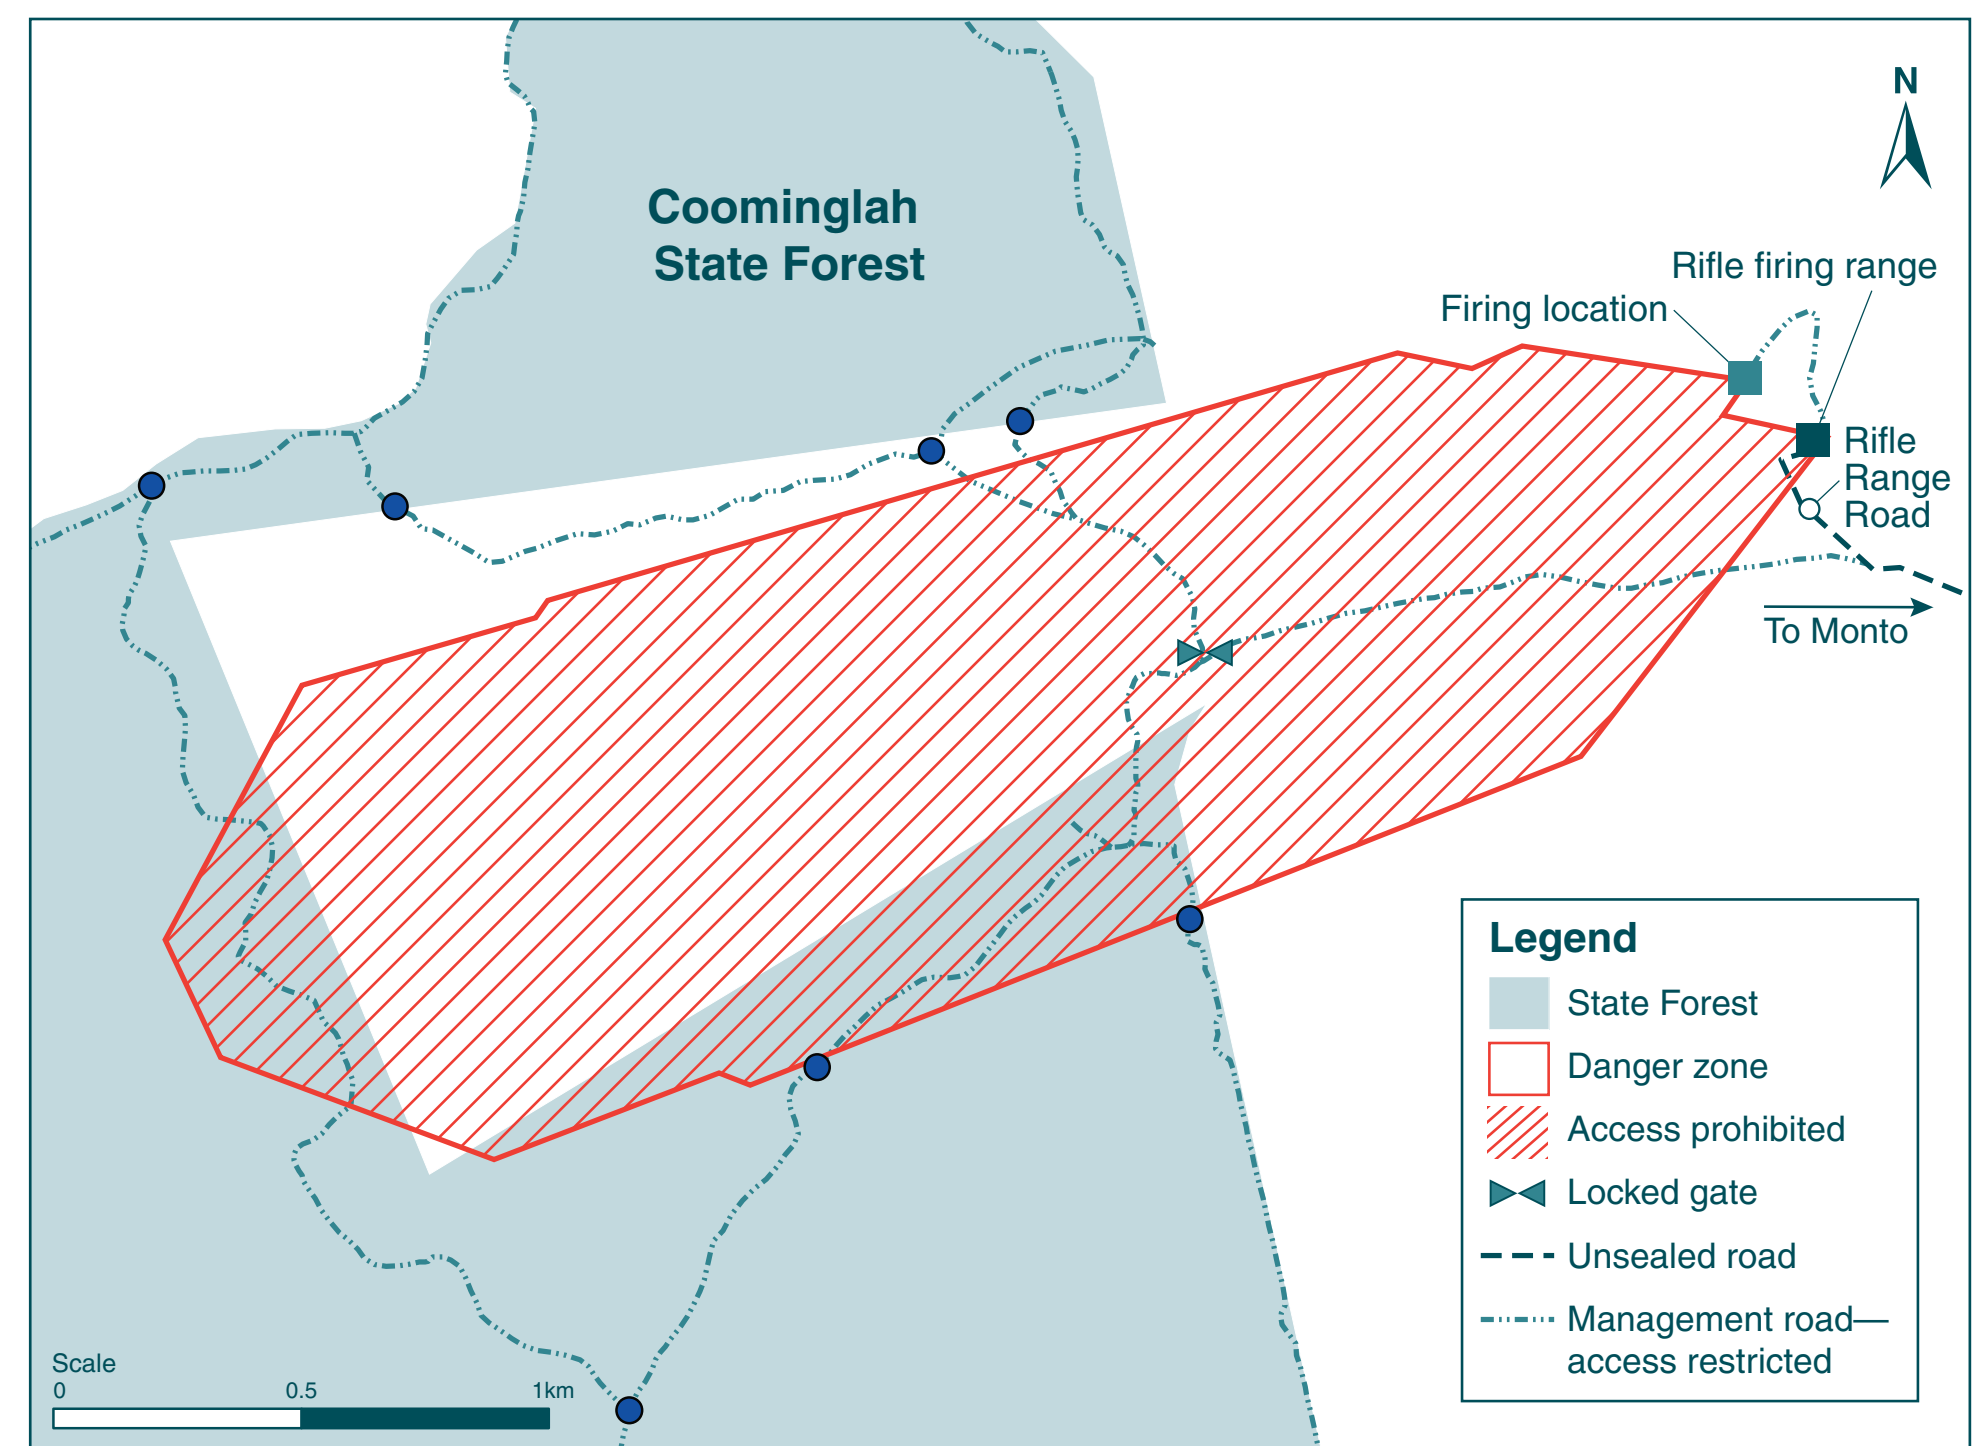 N
Coominglah
State Forest
Rifle firing range
Firing location
Rifle
Range
Road
To Monto
Legend
State Forest
Danger zone
Access prohibited
Locked gate
Unsealed road
Management road—
access restricted
Scale
0 0.5 1km